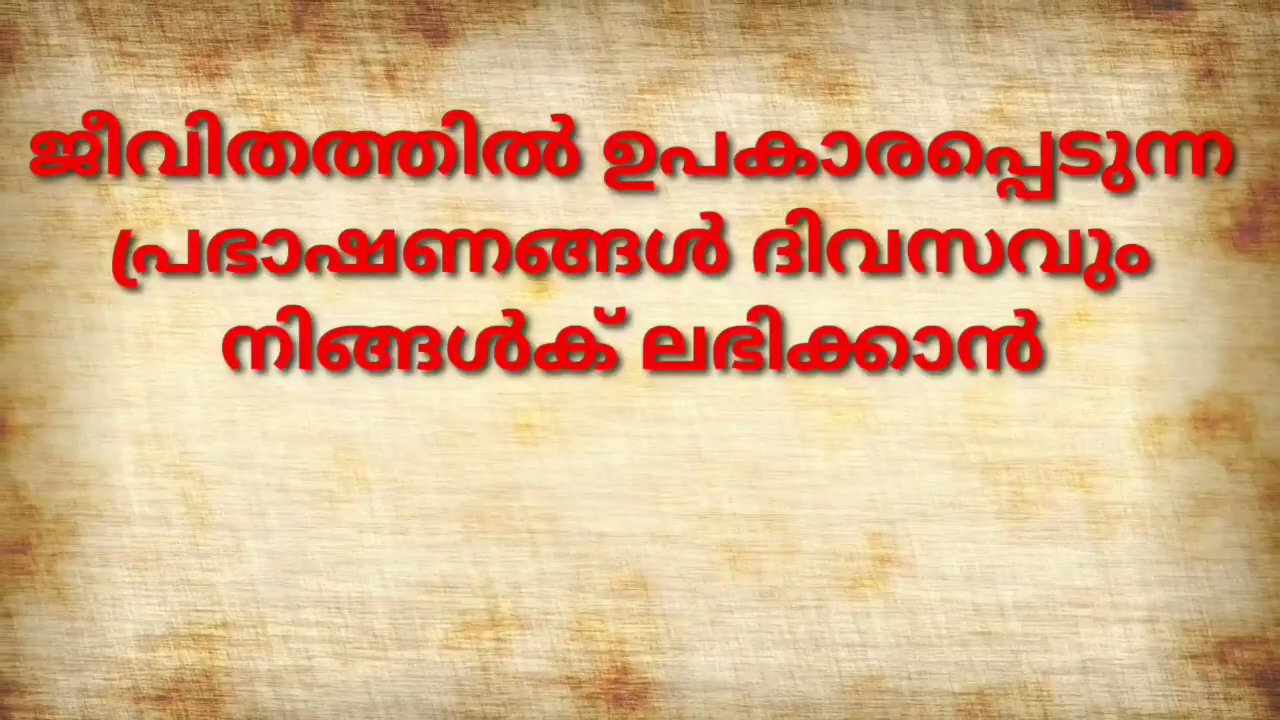 ജീവിതത്തിൽ ഉപകാരപ്പെടുന്ന
പ്രഭാഷണങ്ങൾ ദിവസവും
നിങ്ങൾക് ലഭിക്കാൻ